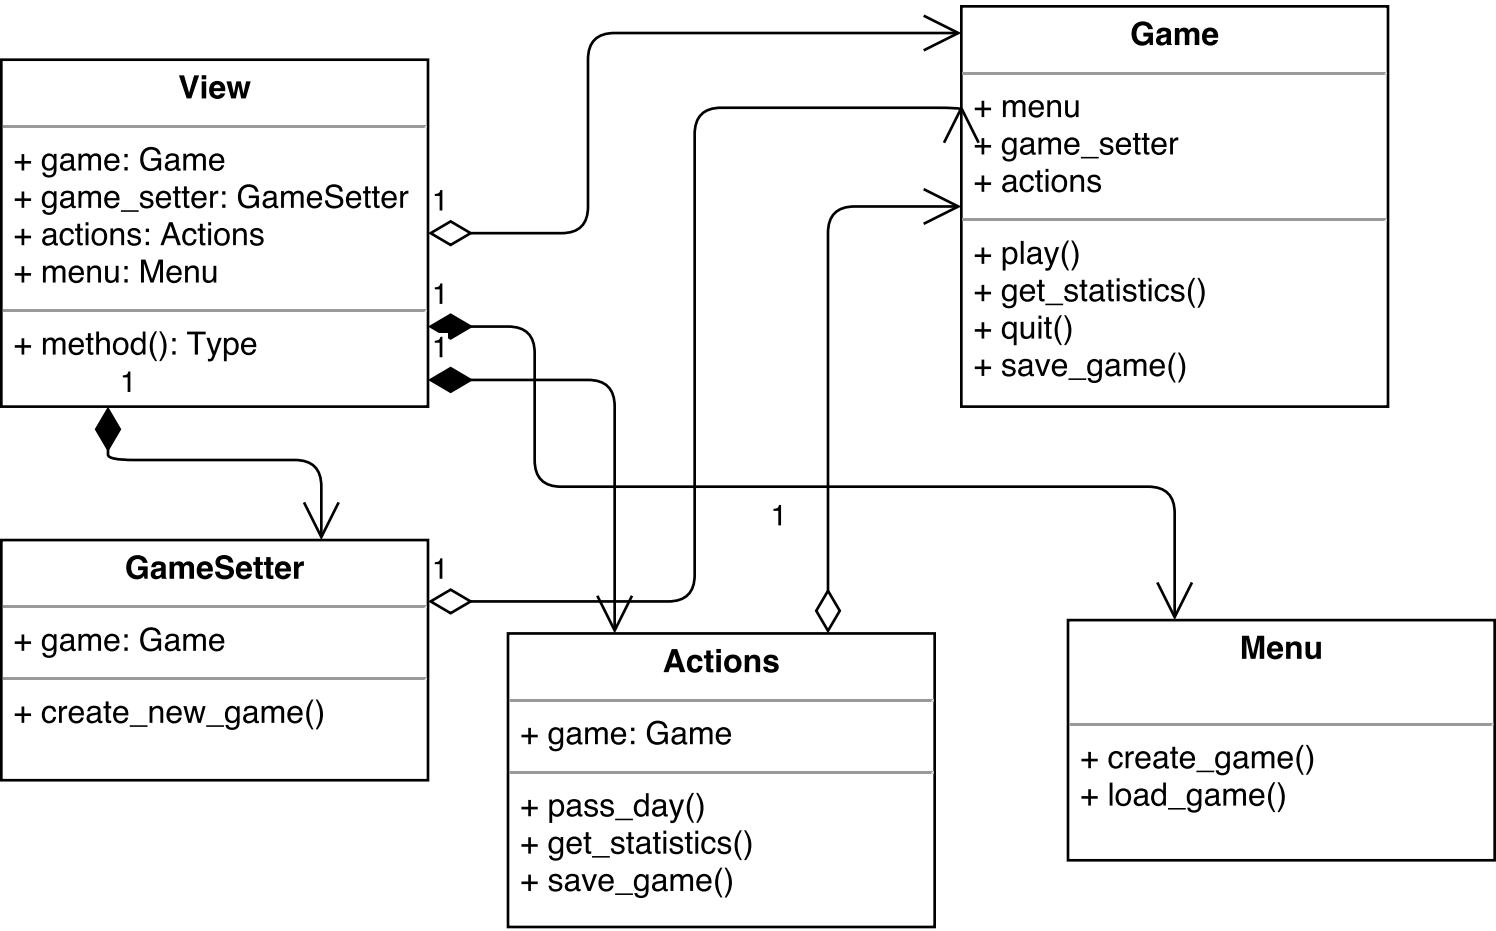 View
+ game: Game
+ game_setter: GameSetter
+ actions: Actions
+ menu: Menu
+ method(): Type
1
1
1
1
Game
+ menu
+ game_setter
+ actions
+ play()
+ get_statistics()
+ quit()
+ save_game()
GameSetter
+ game: Game
+ create_new_game()
1
Actions
+ game: Game
+ pass_day()
+ get_statistics()
+ save_game()
1
Menu
+ create_game()
+ load_game()